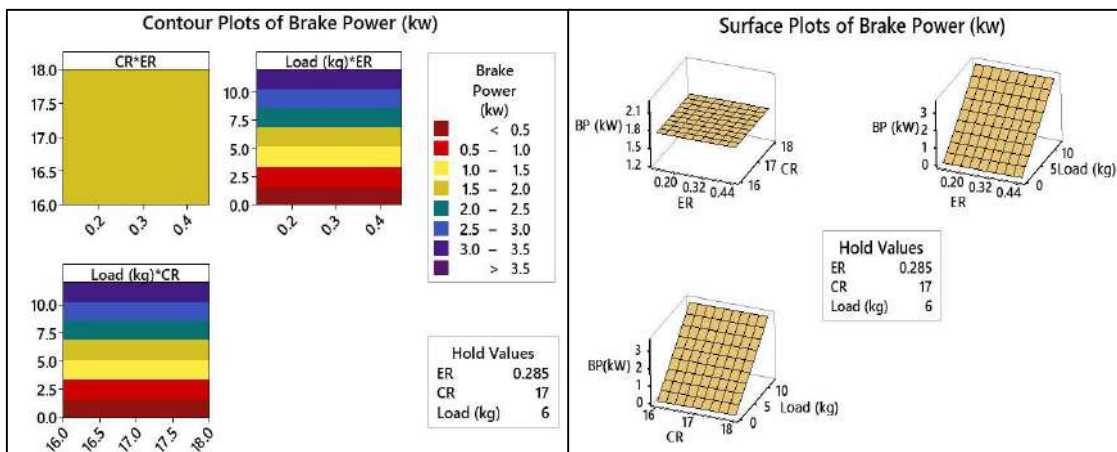 Contour Plots of Brake Power (kw)
CR*ER
18.0
17.5
17.0
16.5
16.0
0.2
0.3
0.4
Load (kg)*ER
10.0
7.5
5.0
2.5
0.0
0.2
0.3
0.4
Brake
Power
(kw)
< 0.5
0.5 – 1.0
1.0 – 1.5
1.5 – 2.0
2.0 – 2.5
2.5 – 3.0
3.0 – 3.5
> 3.5
Load (kg)*CR
10.0
7.5
5.0
2.5
0.0
16.0
16.5
17.0
17.5
18.0
Hold Values
ER 0.285
CR 17
Load (kg) 6
Surface Plots of Brake Power (kw)
2.1
BP (kW) 1.8
1.5
1.2
0.20 0.32 0.44
ER
16
17
18
CR
3
BP (kW) 2
1
0
0.20 0.32 0.44
ER
0
5
10
Load (kg)
Hold Values
ER 0.285
CR 17
Load (kg) 6
3
BP(kW) 2
1
0
16 17 18
CR
0
5
10
Load (kg)